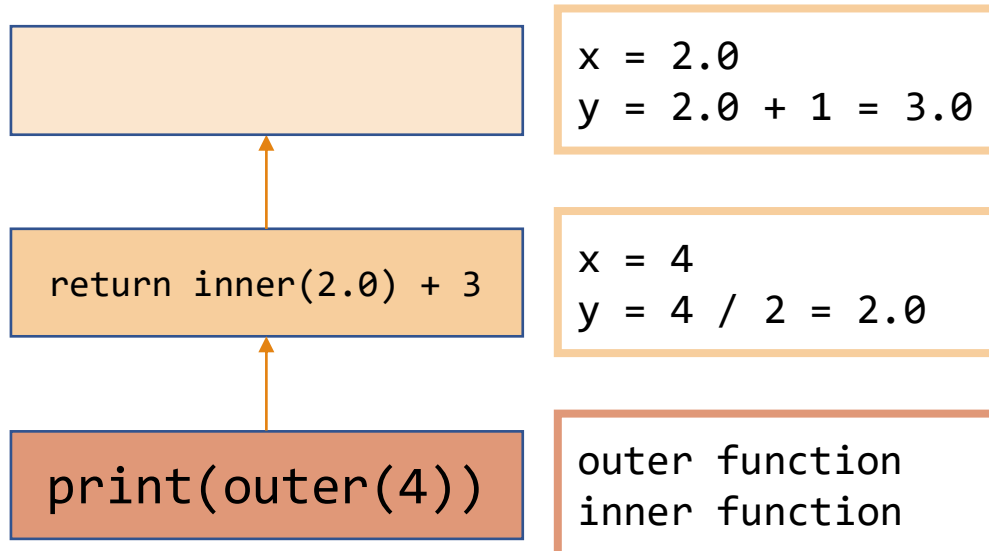 x = 2.0
y = 2.0 + 1 = 3.0
return inner(2.0) + 3
x = 4
y = 4 / 2 = 2.0
print(outer(4))
outer function
inner function